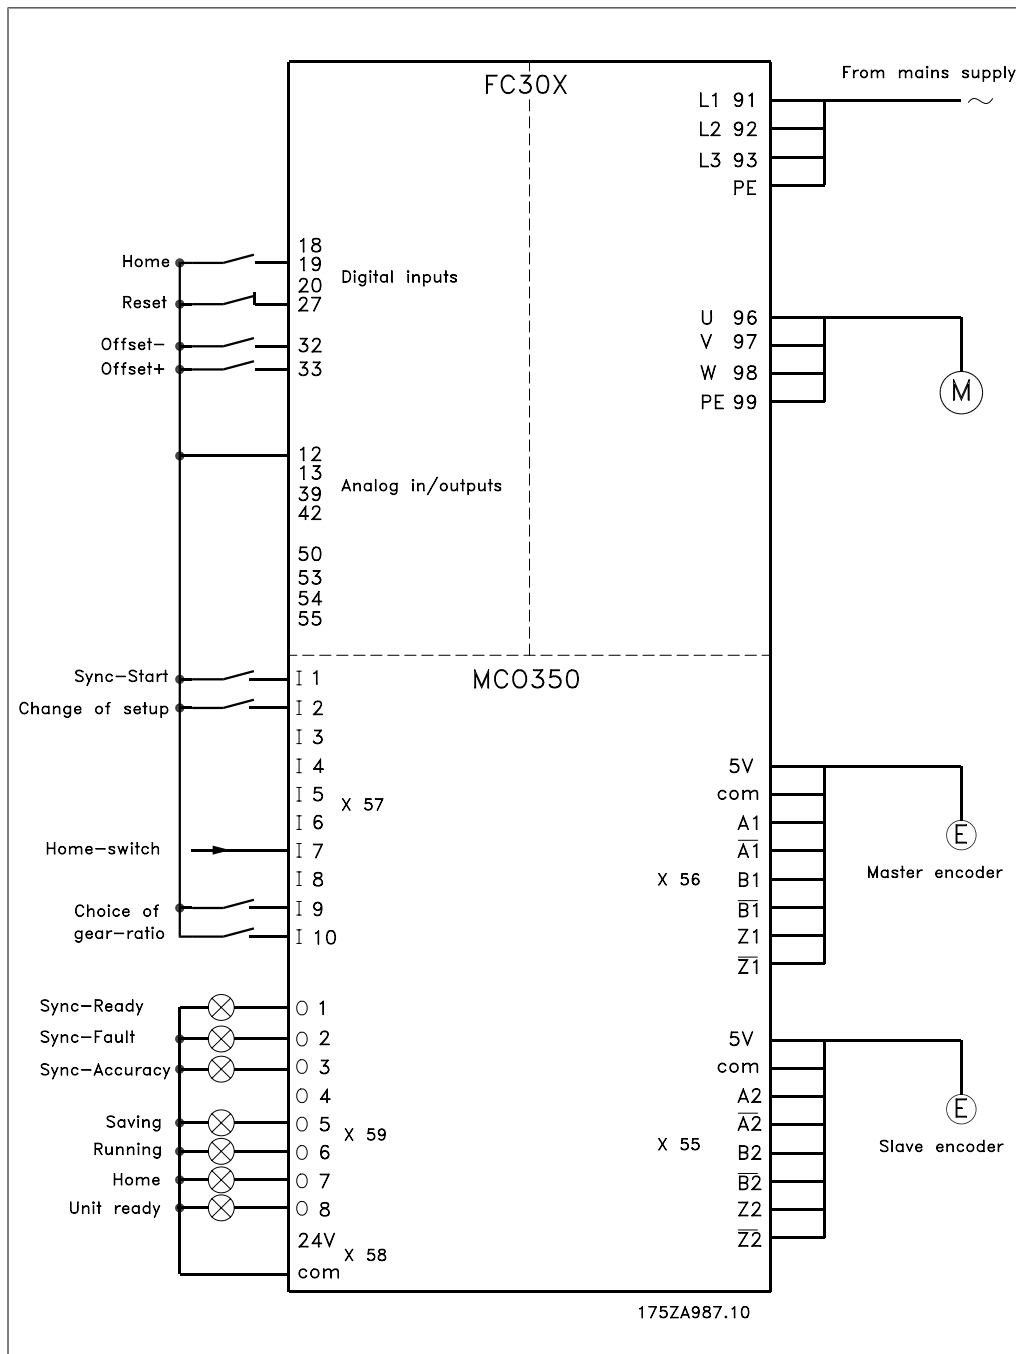 FC30X
From mains supply
L1 91
L2 92
L3 93
PE
18
Home 19
20
Digital inputs
Reset 27
Offset– 32
Offset+ 33
U 96
V 97
W 98
PE 99
M
12
13
39
Analog in/outputs
42
50
53
54
55
MCO350
Sync–Start I 1
Change of setup I 2
I 3
I 4
I 5
X 57
I 6
Home–switch I 7
I 8
Choice of
gear–ratio
I 9
I 10
5V
com
A1
A1̅
X 56
B1
B1̅
Z1
Z1̅
E
Master encoder
Sync–Ready O 1
Sync–Fault O 2
Sync–Accuracy O 3
O 4
Saving O 5
X 59
Running O 6
Home O 7
Unit ready O 8
24V
X 58
com
5V
com
A2
A2̅
X 55
B2
B2̅
Z2
Z2̅
E
Slave encoder
175ZA987.10